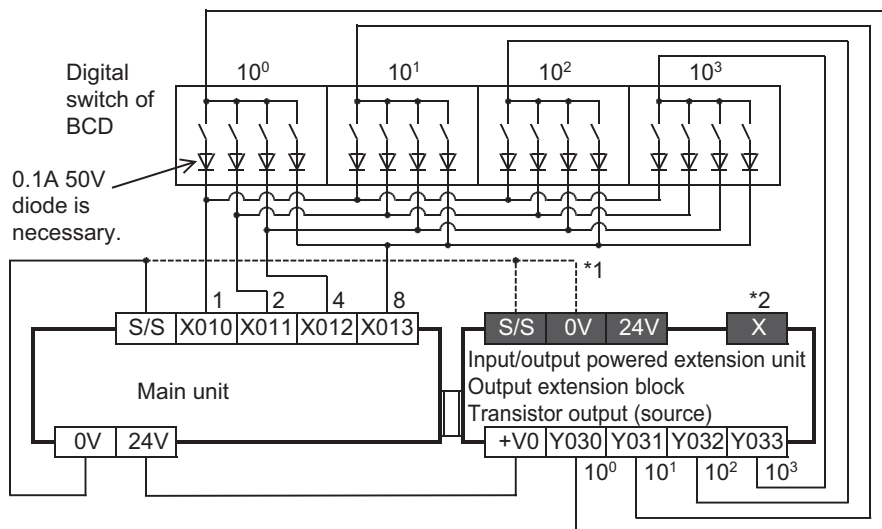 Digital
switch of
BCD
10⁰ 10¹ 10² 10³
0.1A 50V
diode is
necessary.
*1
1 2 4 8 *2
S/S X010 X011 X012 X013
S/S 0V 24V X
Main unit
Input/output powered extension unit
Output extension block
Transistor output (source)
0V 24V
+V0 Y030 Y031 Y032 Y033
10⁰ 10¹ 10² 10³